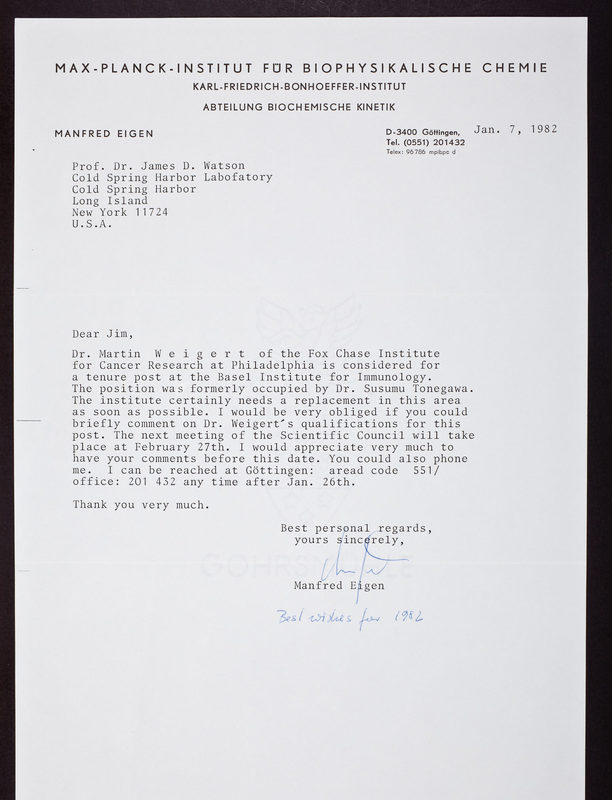 MAX-PLANCK-INSTITUT FÜR BIOPHYSIKALISCHE CHEMIE
KARL-FRIEDRICH-BONHOEFFER-INSTITUT
ABTEILUNG BIOCHEMISCHE KINETIK
MANFRED EIGEN
D-3400 Göttingen, Jan. 7, 1982
Tel. (0551) 201432
Telex: 96786 mpibpc d
Prof. Dr. James D. Watson
Cold Spring Harbor Labofatory
Cold Spring Harbor
Long Island
New York 11724
U.S.A.
Dear Jim,
Dr. Martin W e i g e r t of the Fox Chase Institute
for Cancer Research at Philadelphia is considered for
a tenure post at the Basel Institute for Immunology.
The position was formerly occupied by Dr. Susumu Tonegawa.
The institute certainly needs a replacement in this area
as soon as possible. I would be very obliged if you could
briefly comment on Dr. Weigert´s qualifications for this
post. The next meeting of the Scientific Council will take
place at February 27th. I would appreciate very much to
have your comments before this date. You could also phone
me. I can be reached at Göttingen: aread code 551/
office: 201 432 any time after Jan. 26th.
Thank you very much.
Best personal regards,
yours sincerely,
GOHRSMÜHLE
Manfred Eigen
Best wishes for 1982